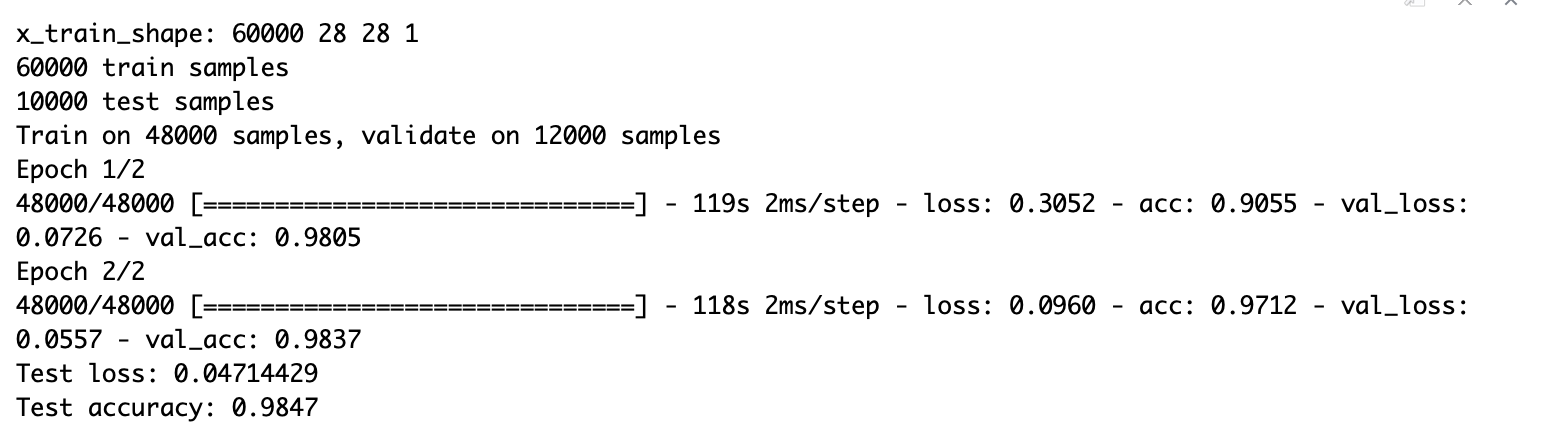 x_train_shape: 60000 28 28 1
60000 train samples
10000 test samples
Train on 48000 samples, validate on 12000 samples
Epoch 1/2
48000/48000 [==============================] - 119s 2ms/step - loss: 0.3052 - acc: 0.9055 - val_loss:
0.0726 - val_acc: 0.9805
Epoch 2/2
48000/48000 [==============================] - 118s 2ms/step - loss: 0.0960 - acc: 0.9712 - val_loss:
0.0557 - val_acc: 0.9837
Test loss: 0.04714429
Test accuracy: 0.9847